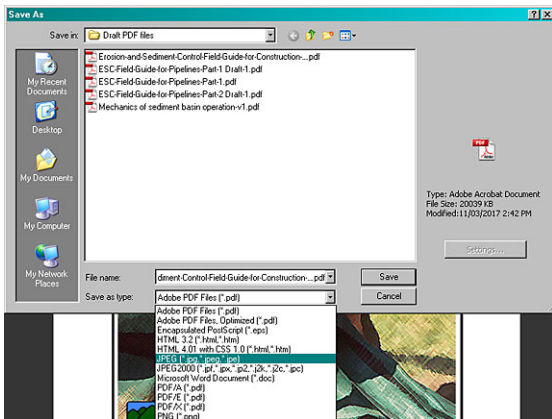 Save As
Save in:
Draft PDF files
Erosion-and-Sediment-Control-Field-Guide-for-Construction-...pdf
ESC-Field-Guide-for-Pipelines-Part-1 Draft-1.pdf
ESC-Field-Guide-for-Pipelines-Part-1.pdf
ESC-Field-Guide-for-Pipelines-Part-2 Draft-1.pdf
Mechanics of sediment basin operation-v1.pdf
My Recent
Documents
Desktop
My Documents
My Computer
My Network
Places
PDF
Type: Adobe Acrobat Document
File Size: 20039 KB
Modified:11/03/2017 2:42 PM
Settings...
File name:
diment-Control-Field-Guide-for-Construction-...pdf
Save
Save as type:
Adobe PDF Files (*.pdf)
Cancel
Adobe PDF Files (*.pdf)
Adobe PDF Files, Optimized (*.pdf)
Encapsulated PostScript (*.eps)
HTML 3.2 (*.html,*.htm)
HTML 4.01 with CSS 1.0 (*.html,*.htm)
JPEG (*.jpg,*.jpeg,*.jpe)
JPEG2000 (*.jpf,*.jpx,*.jp2,*.j2k,*.j2c,*.jpc)
Microsoft Word Document (*.doc)
PDF/A (*.pdf)
PDF/E (*.pdf)
PDF/X (*.pdf)
PNG (*.png)